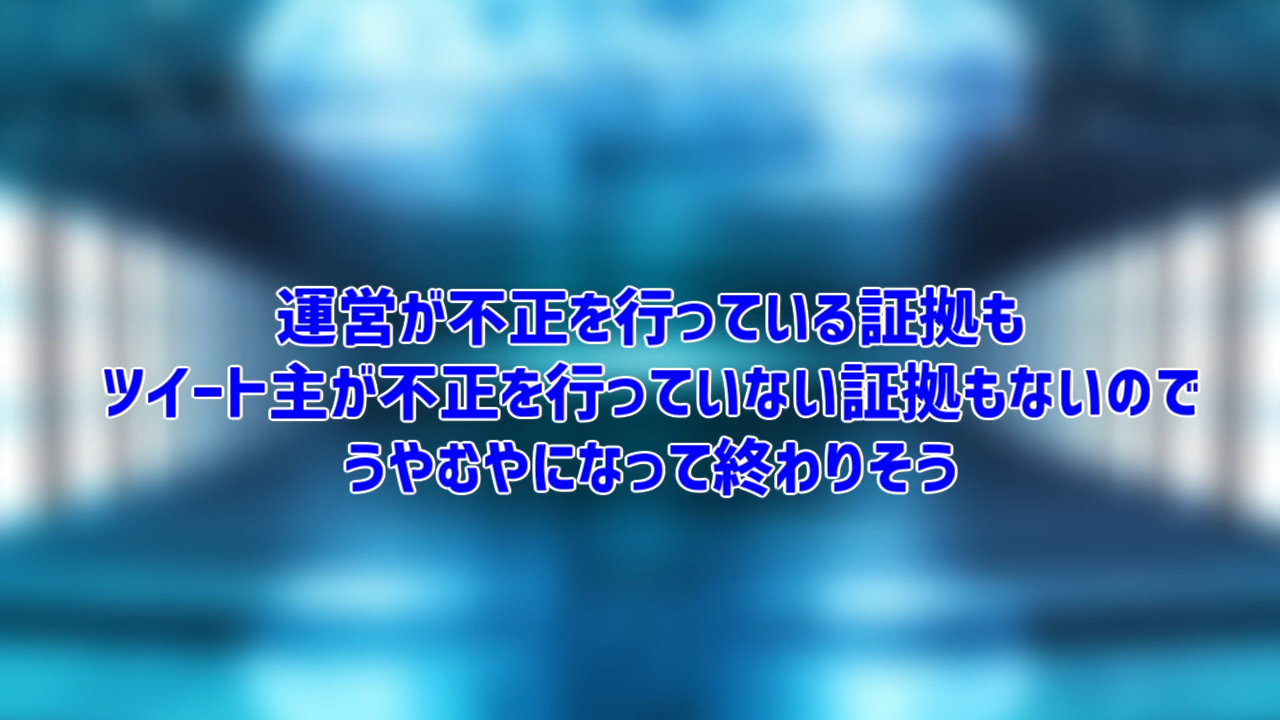 運営が不正を行っている証拠も
ツイート主が不正を行っていない証拠もないので
うやむやになって終わりそう